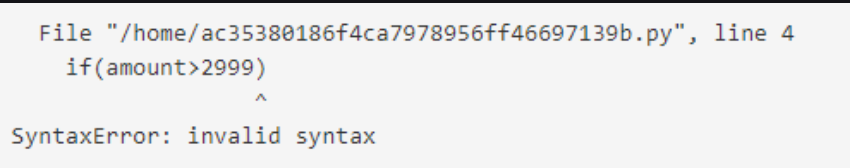 File "/home/ac35380186f4ca7978956ff46697139b.py", line 4
if(amount>2999)
^
SyntaxError: invalid syntax